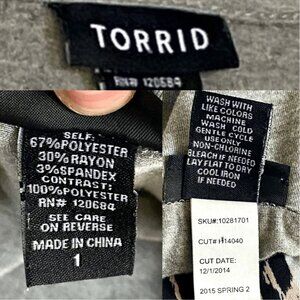 TORRID
RN# 120684
SELF:
67%POLYESTER
30%RAYON
3%SPANDEX
CONTRAST:
100%POLYESTER
RN# 120684
SEE CARE
ON REVERSE
MADE IN CHINA
1
WASH WITH
LIKE COLORS
MACHINE
WASH COLD
GENTLE CYCLE
USE ONLY
NON-CHLORINE
BLEACH IF NEEDED
LAY FLAT TO DRY
COOL IRON
IF NEEDED
SKU#:10281701
CUT#:114040
CUT DATE:
12/1/2014
2015 SPRING 2